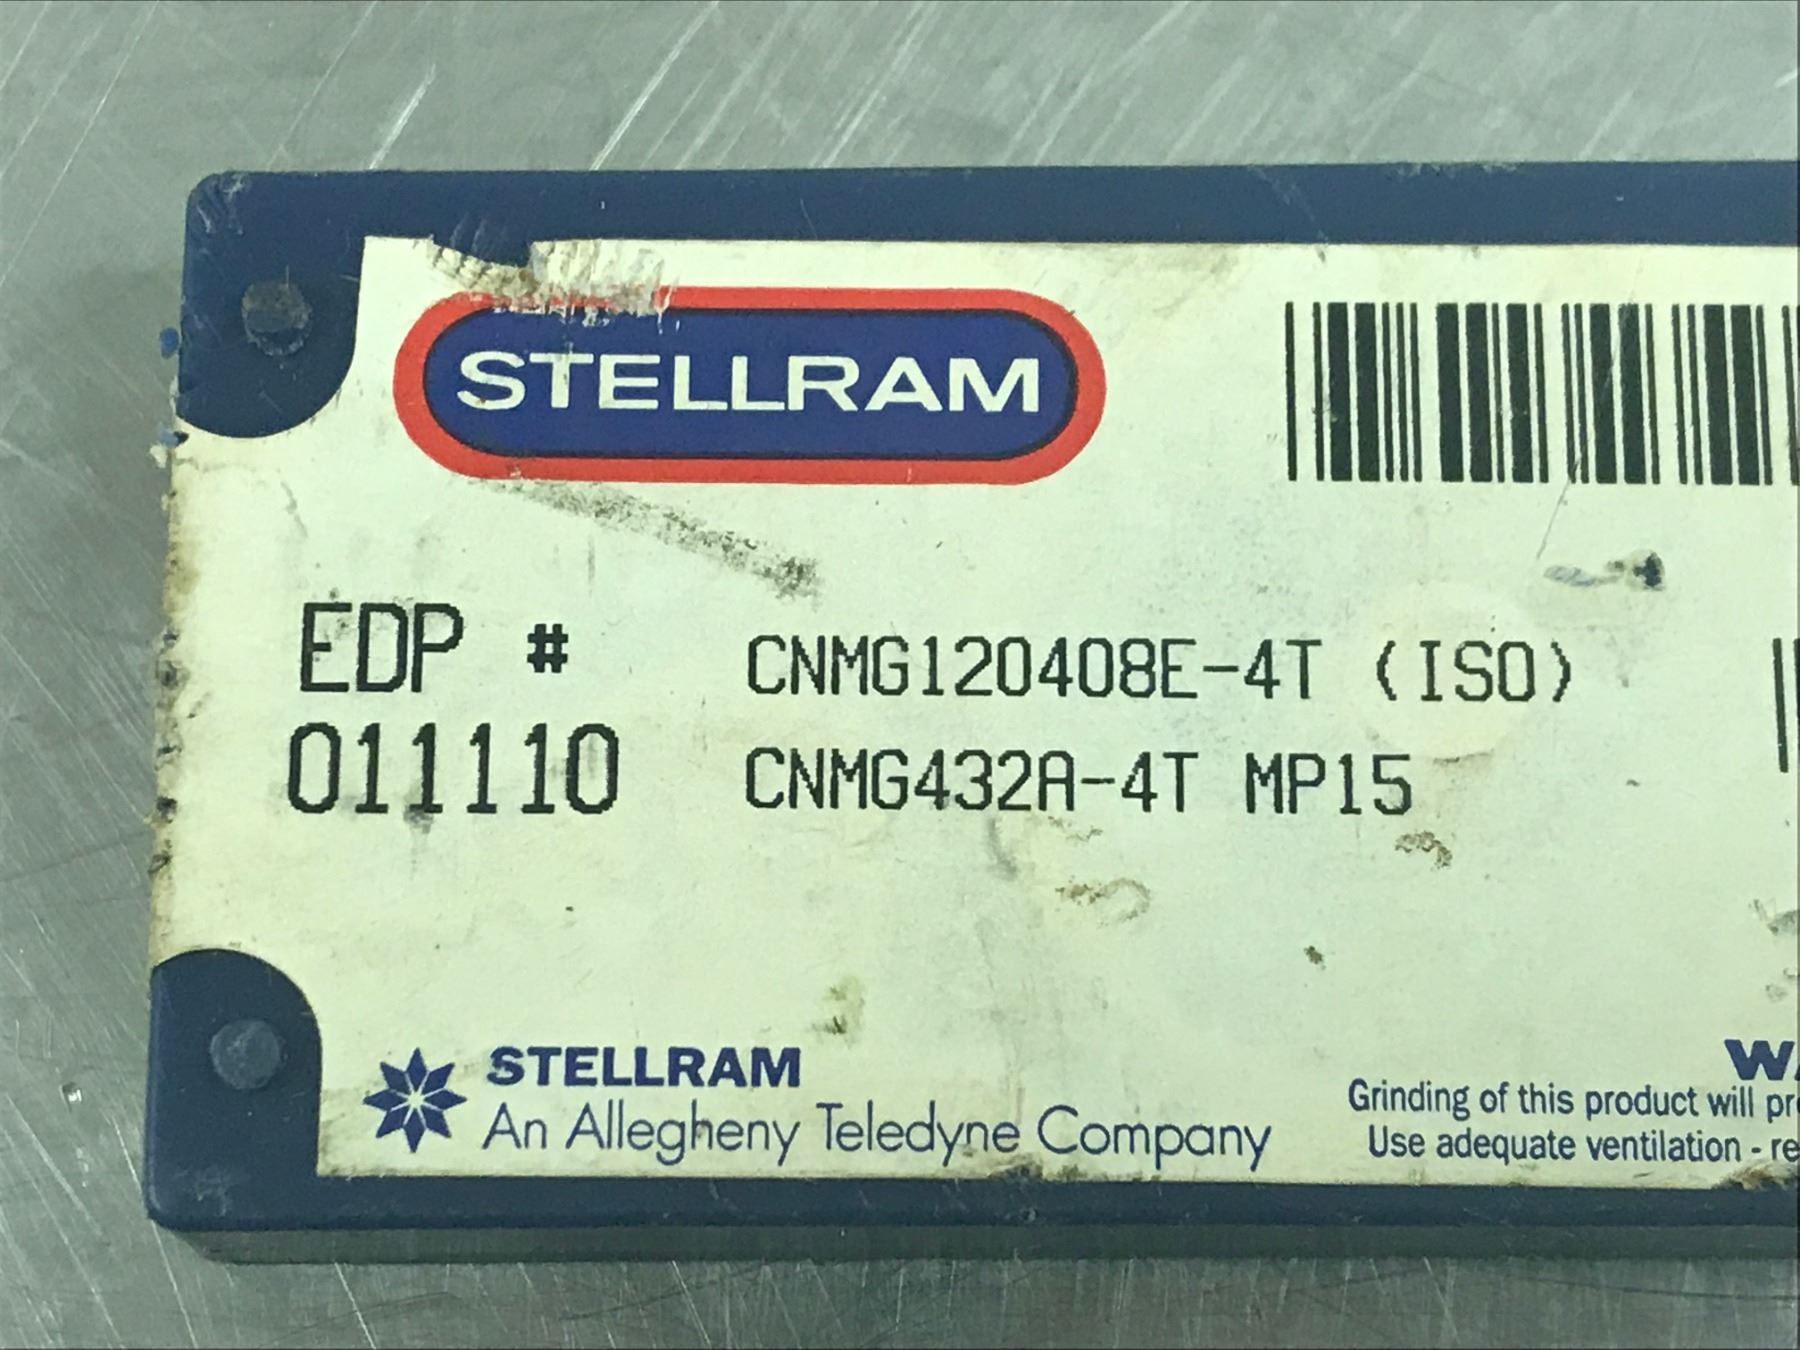 STELLRAM
EDP #
011110
CNMG120408E-4T (ISO)
CNMG432A-4T MP15
STELLRAM
An Allegheny Teledyne Company
Grinding of this product will
Use adequate ventilation -